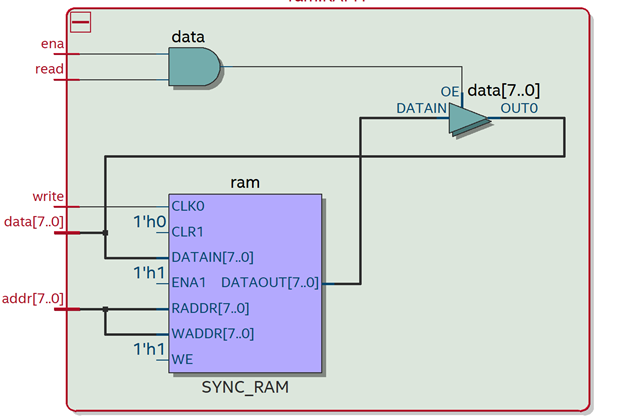 data
ena
read
data[7..0]
OE
DATAIN
OUT0
ram
write
CLK0
1'h0
CLR1
data[7..0]
DATAIN[7..0]
1'h1
ENA1
DATAOUT[7..0]
addr[7..0]
RADDR[7..0]
WADDR[7..0]
1'h1
WE
SYNC_RAM